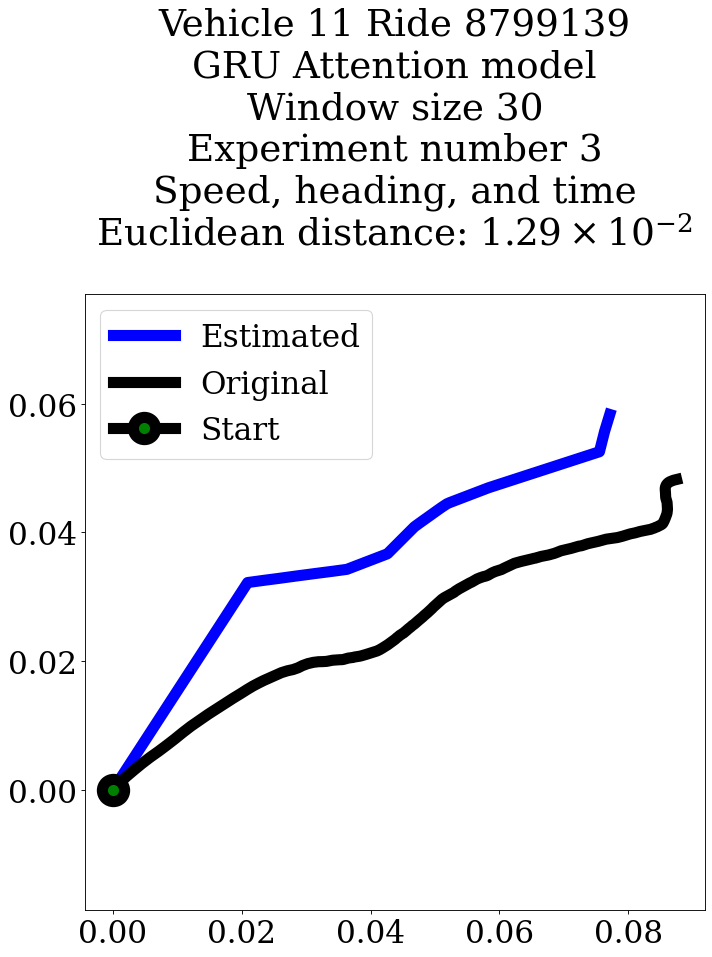 Vehicle 11 Ride 8799139
GRU Attention model
Window size 30
Experiment number 3
Speed, heading, and time
Euclidean distance: 1.29 × 10⁻²
Estimated
Original
Start
0.06
0.04
0.02
0.00
0.00 0.02 0.04 0.06 0.08